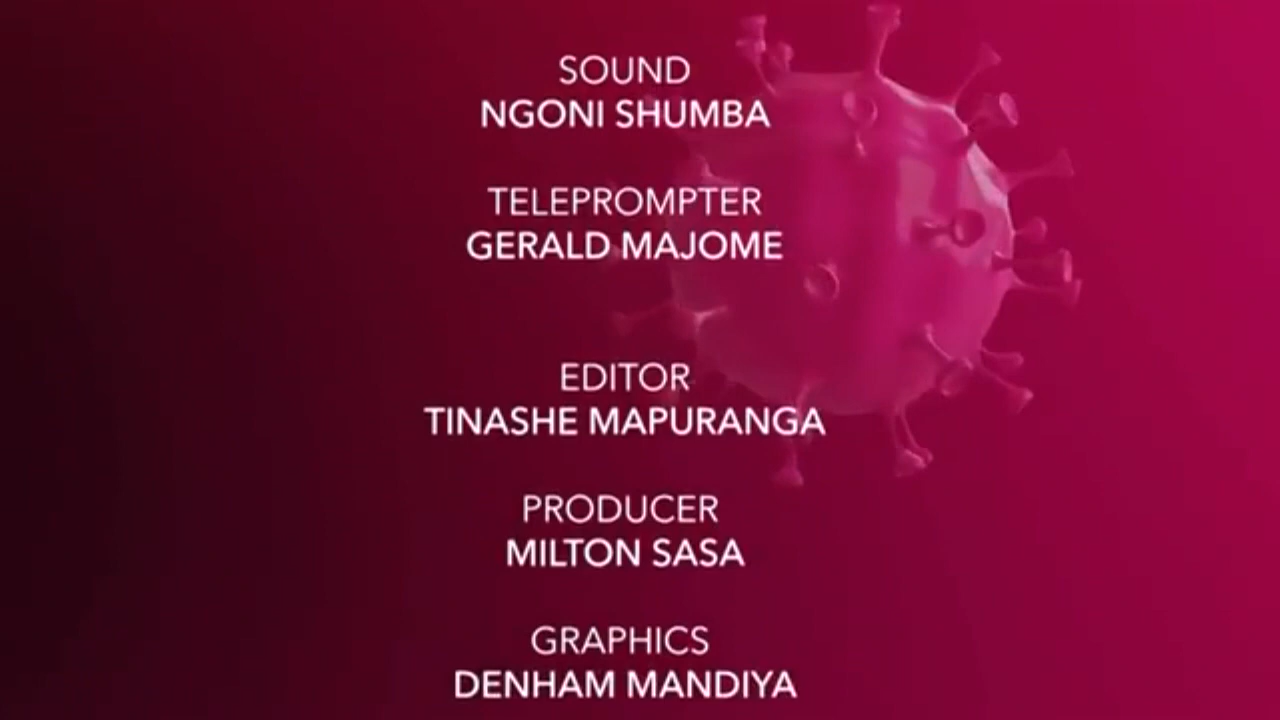 SOUND
NGONI SHUMBA
TELEPROMPTER
GERALD MAJOME
EDITOR
TINASHE MAPURANGA
PRODUCER
MILTON SASA
GRAPHICS
DENHAM MANDIYA